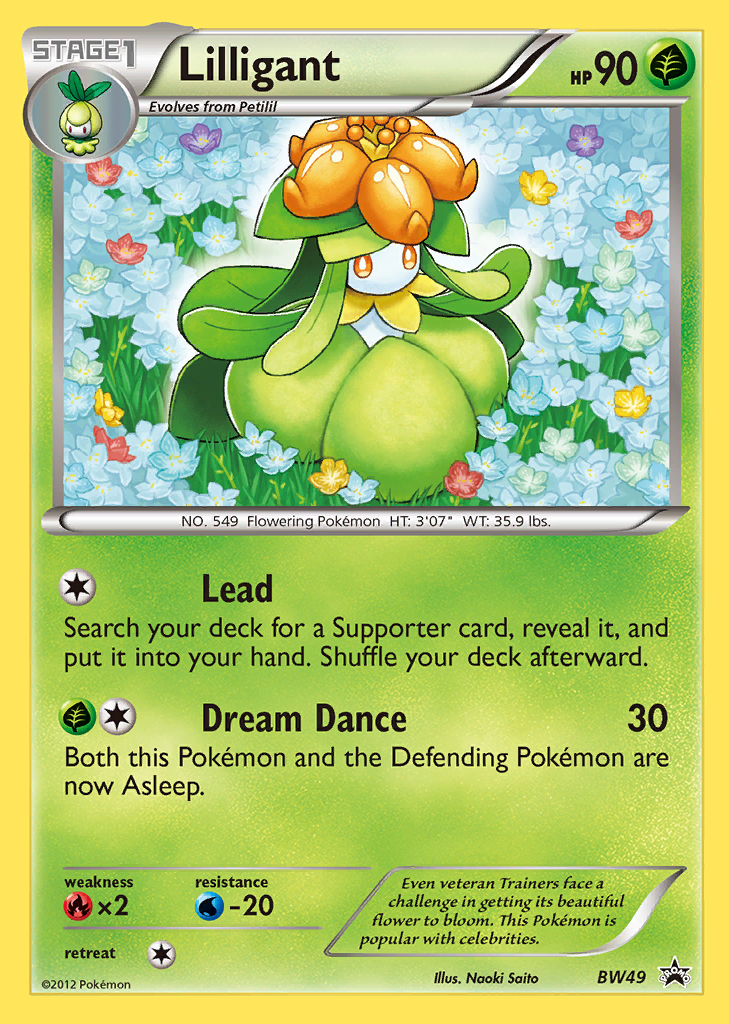 STAGE1
Lilligant
HP 90
Evolves from Petilil
NO. 549 Flowering Pokémon HT: 3'07" WT: 35.9 lbs.
Lead
Search your deck for a Supporter card, reveal it, and
put it into your hand. Shuffle your deck afterward.
Dream Dance 30
Both this Pokémon and the Defending Pokémon are
now Asleep.
weakness resistance
×2 -20
retreat
Even veteran Trainers face a
challenge in getting its beautiful
flower to bloom. This Pokémon is
popular with celebrities.
©2012 Pokémon
Illus. Naoki Saito
BW49
PROMO